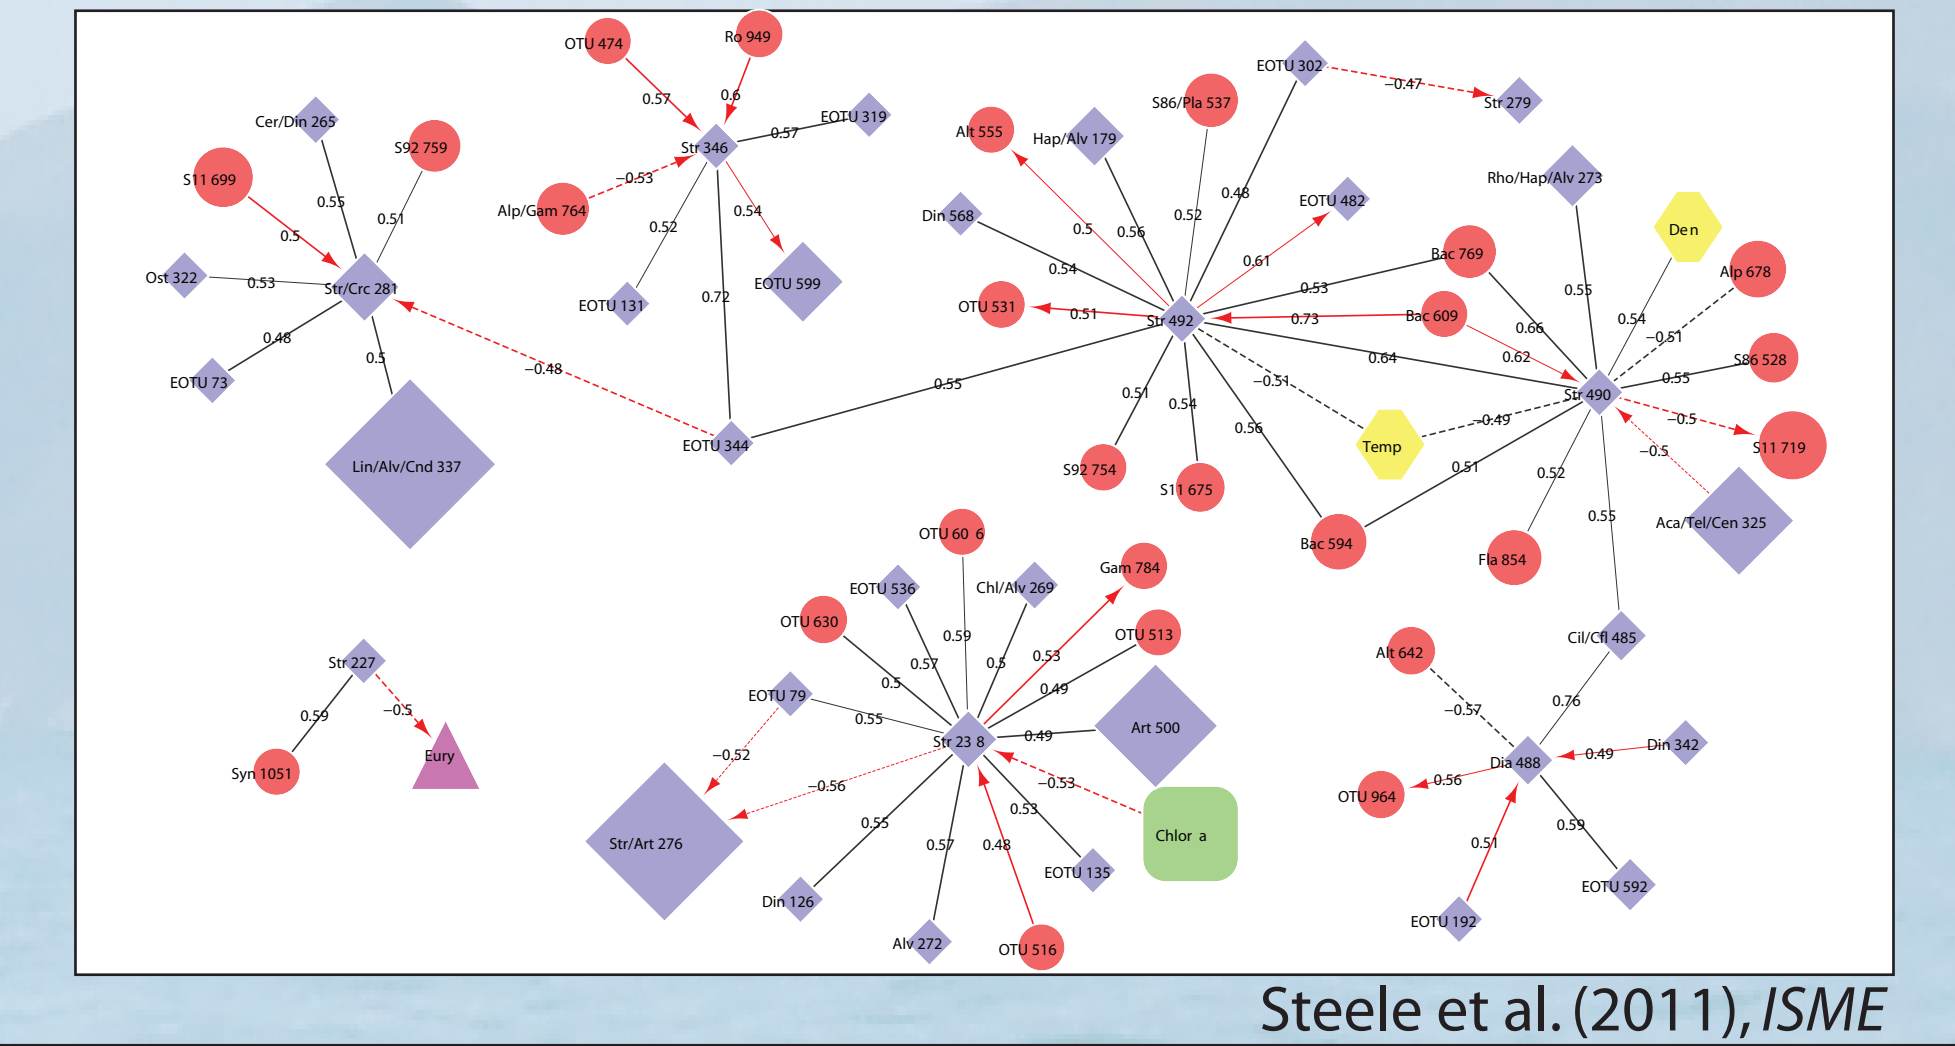 OTU 474
Ro 949
0.57
0.6
EOTU 302
−0.47
Str 279
Cer/Din 265
S92 759
EOTU 319
0.57
Str 346
S86/Pla 537
Alt 555
Hap/Alv 179
S11 699
−0.53
Alp/Gam 764
0.54
0.52
0.55
0.51
0.5
Din 568
0.5
0.56
0.52
0.48
EOTU 482
Rho/Hap/Alv 273
Den
Bac 769
Alp 678
Ost 322
0.53
Str/Crc 281
EOTU 599
EOTU 131
0.72
0.54
0.61
0.53
0.55
OTU 531
0.51
Str 492
0.73
Bac 609
0.66
0.62
0.54
−0.51
0.48
0.5
EOTU 73
−0.48
0.55
0.64
−0.51
S86 528
0.55
Str 490
0.51
0.54
0.56
−0.49
−0.5
S11 719
EOTU 344
Lin/Alv/Cnd 337
Temp
−0.5
S92 754
S11 675
0.51
0.52
0.55
Aca/Tel/Cen 325
Bac 594
Fla 854
OTU 60 6
EOTU 536
Chl/Alv 269
Gam 784
OTU 630
OTU 513
0.59
0.57
0.5
0.53
0.5
0.49
Cil/Cfl 485
Alt 642
Str 227
EOTU 79
0.55
0.59
−0.5
−0.57
0.76
Art 500
0.49
Str 23 8
Din 342
0.49
Dia 488
Eury
Syn 1051
−0.52
−0.56
−0.53
0.56
OTU 964
0.53
0.55
0.57
0.48
0.51
0.59
Str/Art 276
Chlor a
EOTU 135
Din 126
Alv 272
OTU 516
EOTU 592
EOTU 192
Steele et al. (2011), ISME